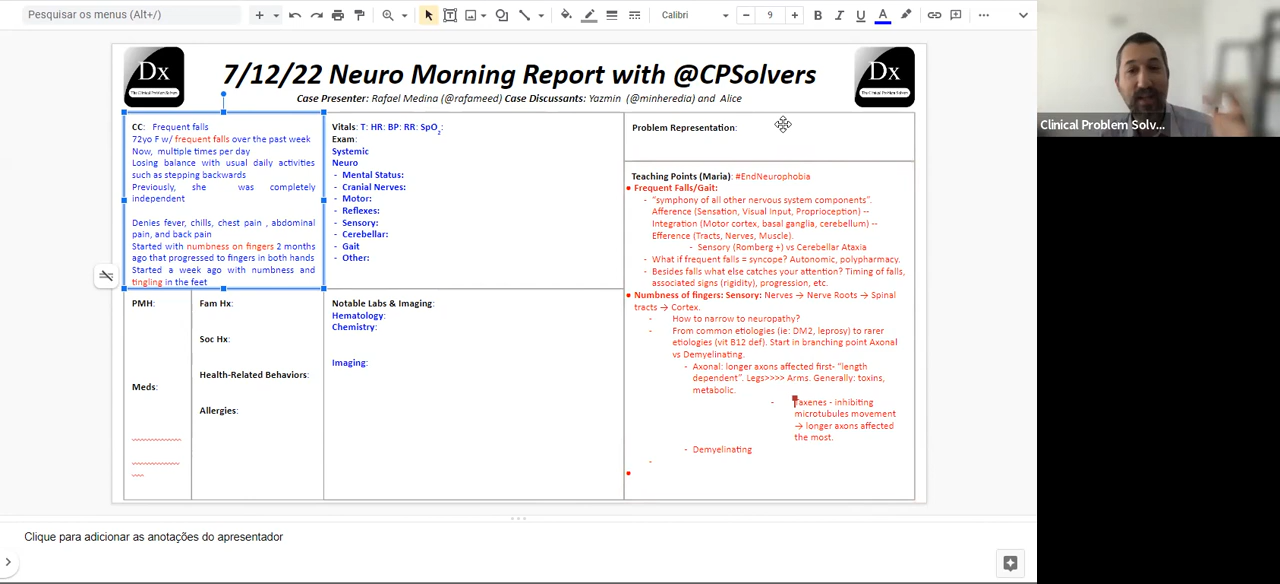 Pesquisar os menus (Alt+/)
Calibri
9
B I U A
Dx
The Clinical Problem Solvers
7/12/22 Neuro Morning Report with @CPSolvers
Case Presenter: Rafael Medina (@rafameed) Case Discussants: Yazmin (@minheredia) and Alice
Dx
The Clinical Problem Solvers
CC: Frequent falls
72yo F w/ frequent falls over the past week
Now, multiple times per day
Losing balance with usual daily activities
such as stepping backwards
Previously, she was completely
independent
Denies fever, chills, chest pain , abdominal
pain, and back pain
Started with numbness on fingers 2 months
ago that progressed to fingers in both hands
Started a week ago with numbness and
tingling in the feet
Vitals: T: HR: BP: RR: SpO2:
Exam:
Systemic
Neuro
- Mental Status:
- Cranial Nerves:
- Motor:
- Reflexes:
- Sensory:
- Cerebellar:
- Gait
- Other:
Problem Representation:
Teaching Points (Maria): #EndNeurophobia
• Frequent Falls/Gait:
- "symphony of all other nervous system components".
Afference (Sensation, Visual input, Proprioception) --
Integration (Motor cortex, basal ganglia, cerebellum) --
Efference (Tracts, Nerves, Muscle).
- Sensory (Romberg +) vs Cerebellar Ataxia
- What if frequent falls = syncope? Autonomic, polypharmacy.
- Besides falls what else catches your attention? Timing of falls,
associated signs (rigidity), progression, etc.
• Numbness of fingers: Sensory: Nerves → Nerve Roots → Spinal
tracts → Cortex.
- How to narrow to neuropathy?
- From common etiologies (ie: DM2, leprosy) to rarer
etiologies (vit B12 def). Start in branching point Axonal
vs Demyelinating.
- Axonal: longer axons affected first- "length
dependent". Legs>>>> Arms. Generally: toxins,
metabolic.
- Taxenes - inhibiting
microtubules movement
→ longer axons affected
the most.
- Demyelinating
-
•
PMH:
Meds:
Fam Hx:
Soc Hx:
Health-Related Behaviors:
Allergies:
Notable Labs & Imaging:
Hematology:
Chemistry:
Imaging:
Clique para adicionar as anotações do apresentador
Clinical Problem Solv...